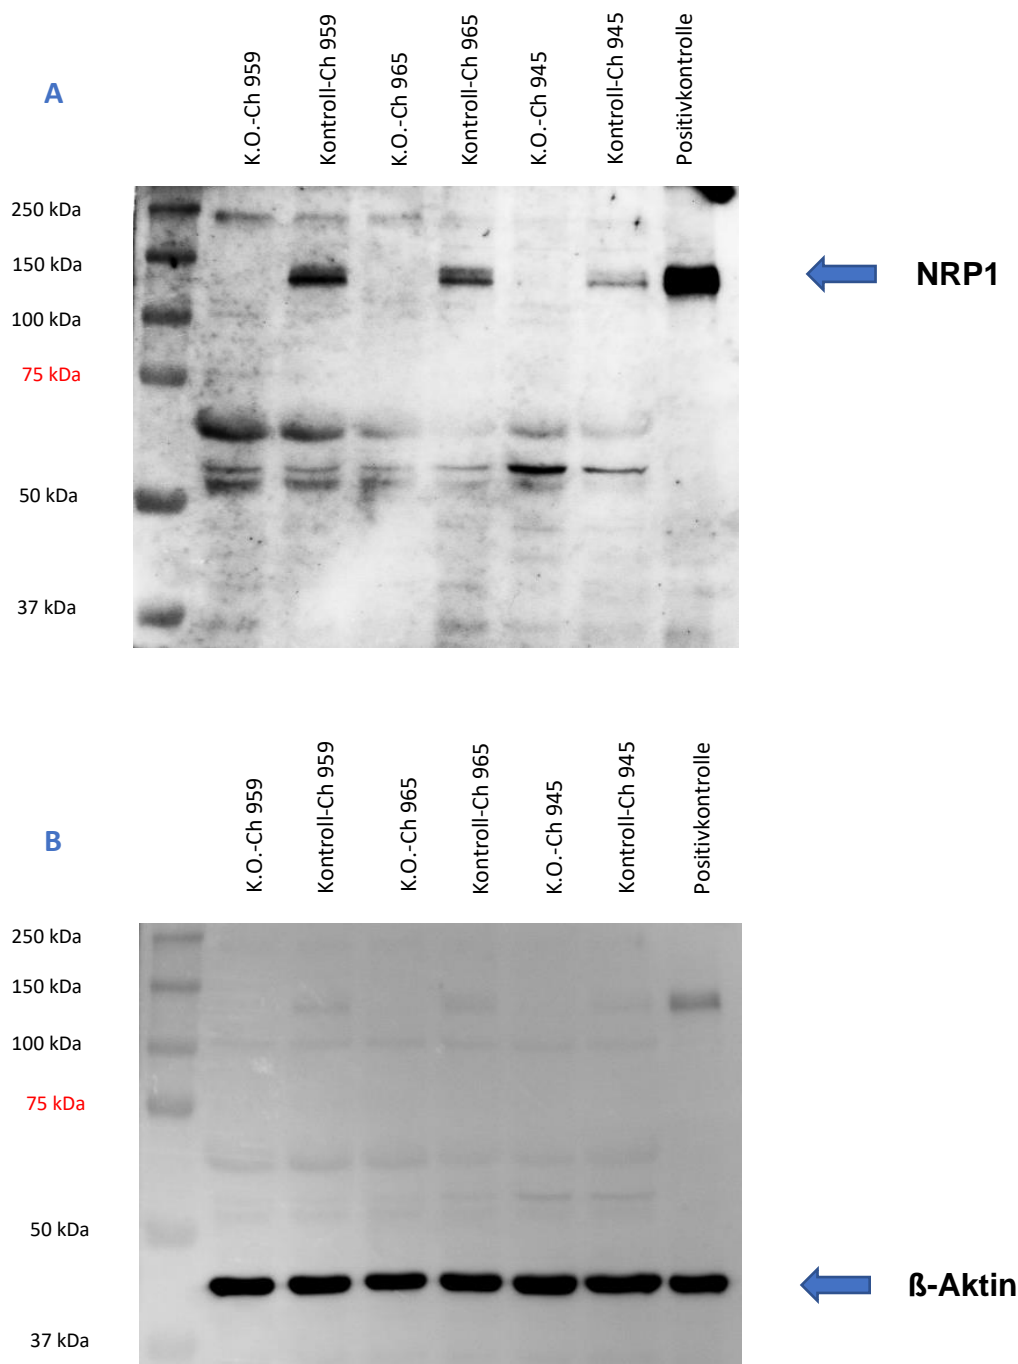 A
K.O.-Ch 959
Kontroll-Ch 959
K.O.-Ch 965
Kontroll-Ch 965
K.O.-Ch 945
Kontroll-Ch 945
Positivkontrolle
250 kDa
150 kDa
100 kDa
75 kDa
50 kDa
37 kDa
NRP1
B
K.O.-Ch 959
Kontroll-Ch 959
K.O.-Ch 965
Kontroll-Ch 965
K.O.-Ch 945
Kontroll-Ch 945
Positivkontrolle
250 kDa
150 kDa
100 kDa
75 kDa
50 kDa
37 kDa
ß-Aktin